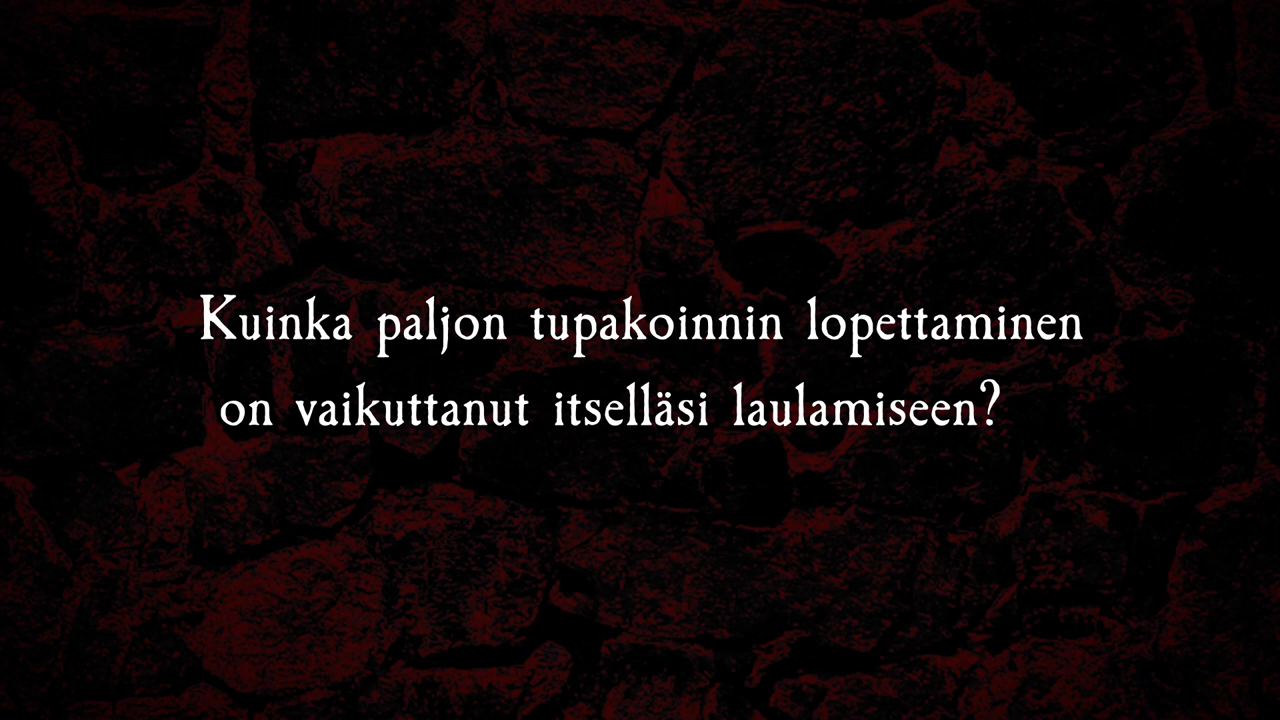 Kuinka paljon tupakoinnin lopettaminen
on vaikuttanut itselläsi laulamiseen?